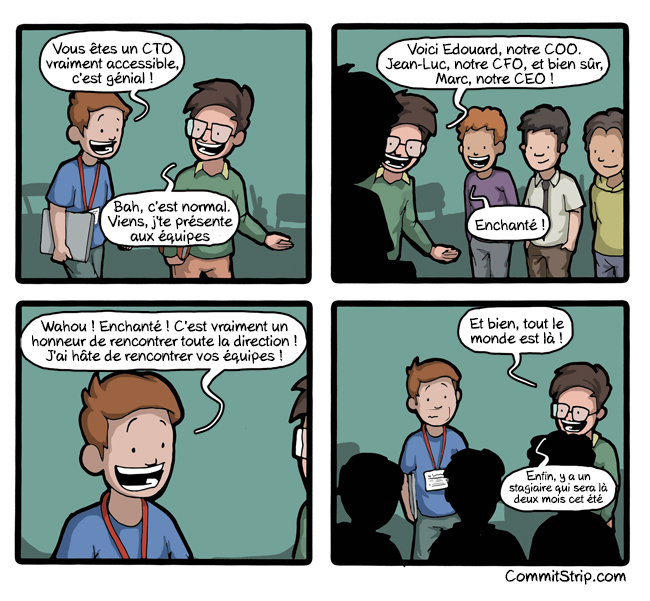 Vous êtes un CTO
vraiment accessible,
c'est génial !
Bah, c'est normal.
Viens, j'te présente
aux équipes
Voici Edouard, notre COO.
Jean-Luc, notre CFO, et bien sûr,
Marc, notre CEO !
Enchanté !
Wahou ! Enchanté ! C'est vraiment un
honneur de rencontrer toute la direction !
J'ai hâte de rencontrer vos équipes !
Et bien, tout le
monde est là !
Enfin, y a un
stagiaire qui sera là
deux mois cet été
CommitStrip.com